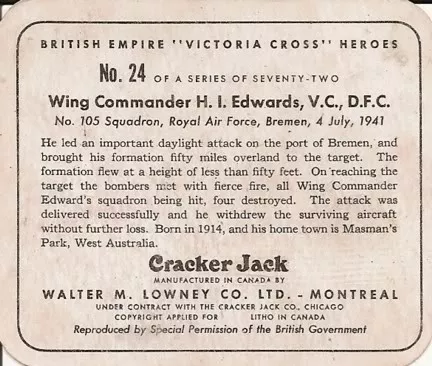 BRITISH EMPIRE "VICTORIA CROSS" HEROES
No. 24 OF A SERIES OF SEVENTY-TWO
Wing Commander H. I. Edwards, V.C., D.F.C.
No. 105 Squadron, Royal Air Force, Bremen, 4 July, 1941
He led an important daylight attack on the port of Bremen, and
brought his formation fifty miles overland to the target. The
formation flew at a height of less than fifty feet. On reaching the
target the bombers met with fierce fire, all Wing Commander
Edward's squadron being hit, four destroyed. The attack was
delivered successfully and he withdrew the surviving aircraft
without further loss. Born in 1914, and his home town is Masman's
Park, West Australia.
Cracker Jack
MANUFACTURED IN CANADA BY
WALTER M. LOWNEY CO. LTD. - MONTREAL
UNDER CONTRACT WITH THE CRACKER JACK CO., CHICAGO
COPYRIGHT APPLIED FOR LITHO IN CANADA
Reproduced by Special Permission of the British Government